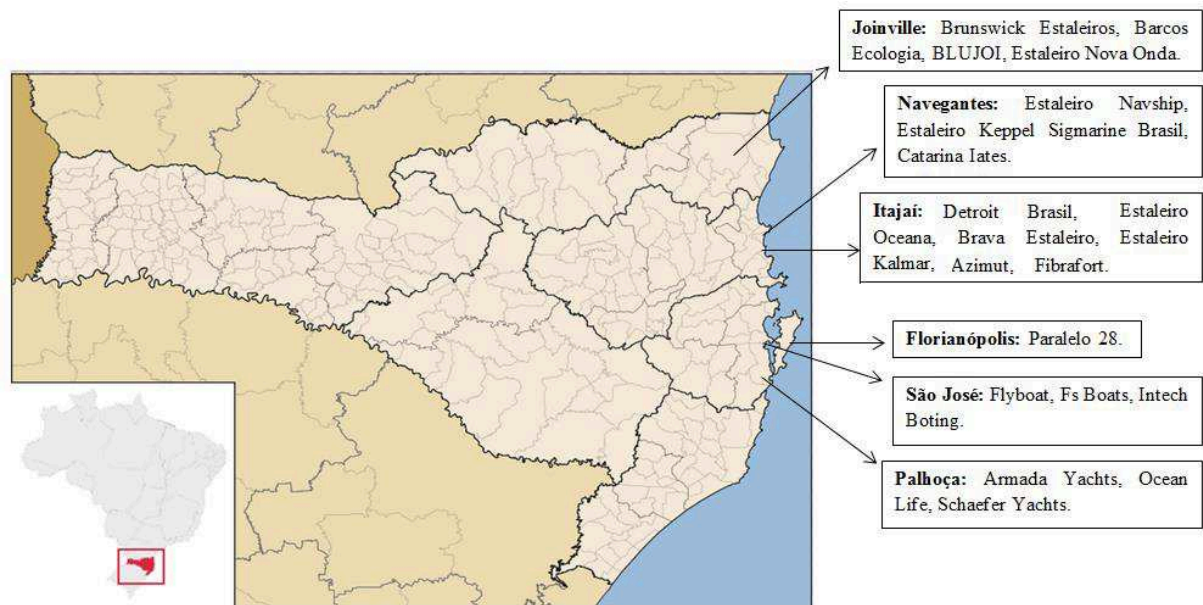 Joinville: Brunswick Estaleiros, Barcos
Ecologia, BLUJOI, Estaleiro Nova Onda.
Navegantes: Estaleiro Navship,
Estaleiro Keppel Sigmarine Brasil,
Catarina Iates.
Itajaí: Detroit Brasil, Estaleiro
Oceana, Brava Estaleiro, Estaleiro
Kalmar, Azimut, Fibrafort.
Florianópolis: Paralelo 28.
São José: Flyboat, Fs Boats, Intech
Boting.
Palhoça: Armada Yachts, Ocean
Life, Schaefer Yachts.